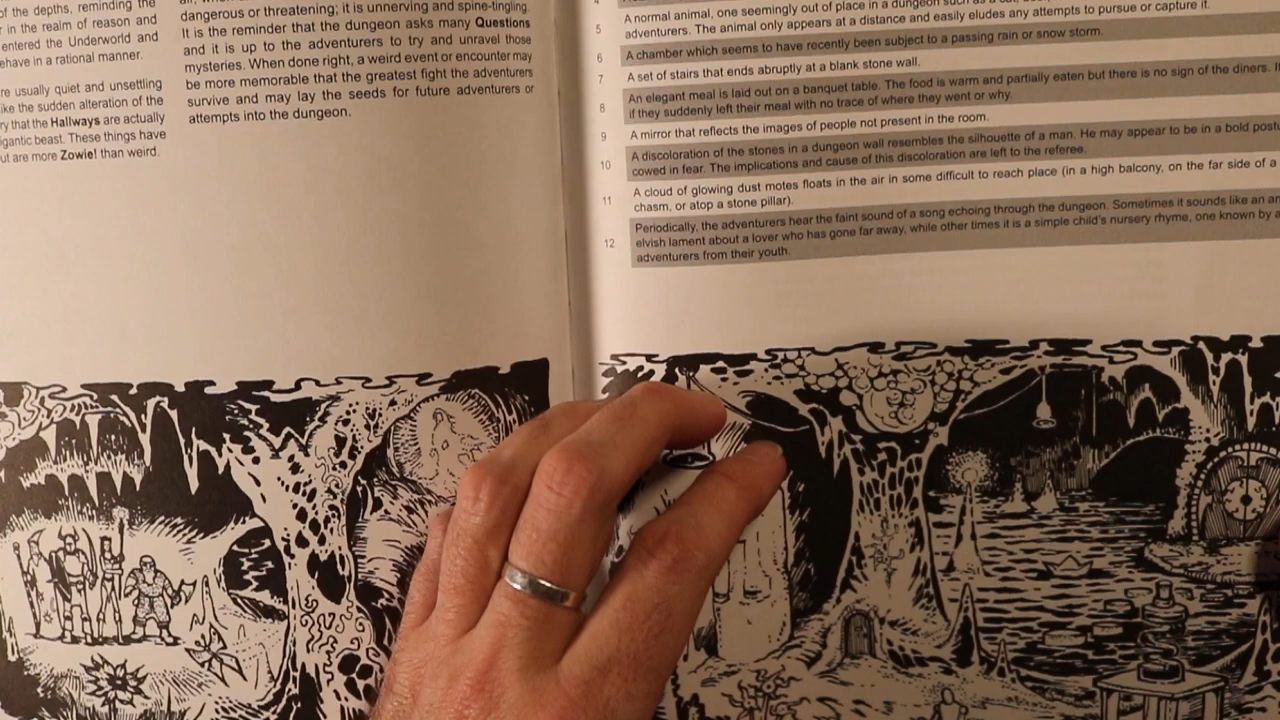 of the depths, reminding the
r in the realm of reason and
entered the Underworld and
ehave in a rational manner.
re usually quiet and unsettling
ike the sudden alteration of the
ry that the Hallways are actually
igantic beast. These things have
ut are more Zowie! than weird.
dangerous or threatening; it is unnerving and spine-tingling.
It is the reminder that the dungeon asks many Questions
and it is up to the adventurers to try and unravel those
mysteries. When done right, a weird event or encounter may
be more memorable that the greatest fight the adventurers
survive and may lay the seeds for future adventurers or
attempts into the dungeon.
A normal animal, one seemingly out of place in a dungeon such as a
5 adventurers. The animal only appears at a distance and easily eludes any attempts to pursue or capture it.
6 A chamber which seems to have recently been subject to a passing rain or snow storm.
7 A set of stairs that ends abruptly at a blank stone wall.
8 An elegant meal is laid out on a banquet table. The food is warm and partially eaten but there is no sign of the diners.
if they suddenly left their meal with no trace of where they went or why.
9 A mirror that reflects the images of people not present in the room.
10 A discoloration of the stones in a dungeon wall resembles the silhouette of a man. He may appear to be in a bold post
cowed in fear. The implications and cause of this discoloration are left to the referee.
11 A cloud of glowing dust motes floats in the air in some difficult to reach place (in a high balcony, on the far side of a
chasm, or atop a stone pillar).
12 Periodically, the adventurers hear the faint sound of a song echoing through the dungeon. Sometimes it sounds like an an
elvish lament about a lover who has gone far away, while other times it is a simple child's nursery rhyme, one known by a
adventurers from their youth.